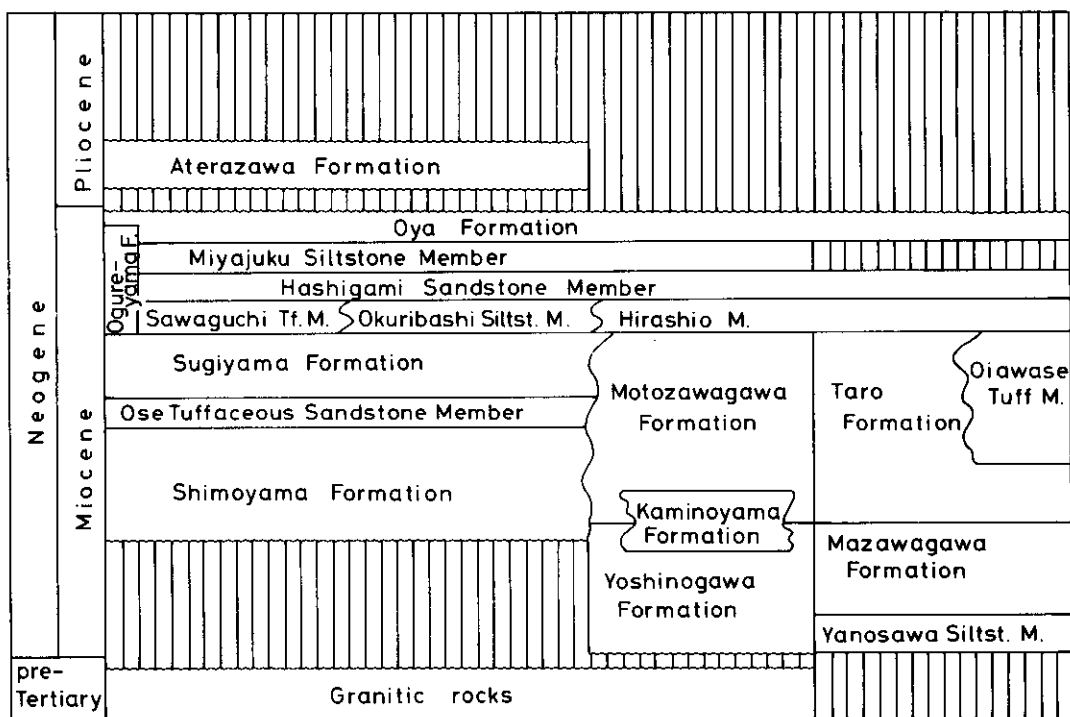 Neogene
Pliocene
Miocene
pre-
Tertiary
Aterazawa Formation
Oya Formation
Ogure-
yama F.
Miyajuku Siltstone Member
Hashigami Sandstone Member
Sawaguchi Tf. M.
Okuribashi Siltst. M.
Hirashio M.
Sugiyama Formation
Ose Tuffaceous Sandstone Member
Shimoyama Formation
Motozawagawa
Formation
Taro
Formation
Oiawase
Tuff M.
Kaminoyama
Formation
Yoshinogawa
Formation
Mazawagawa
Formation
Yanosawa Siltst. M.
Granitic rocks